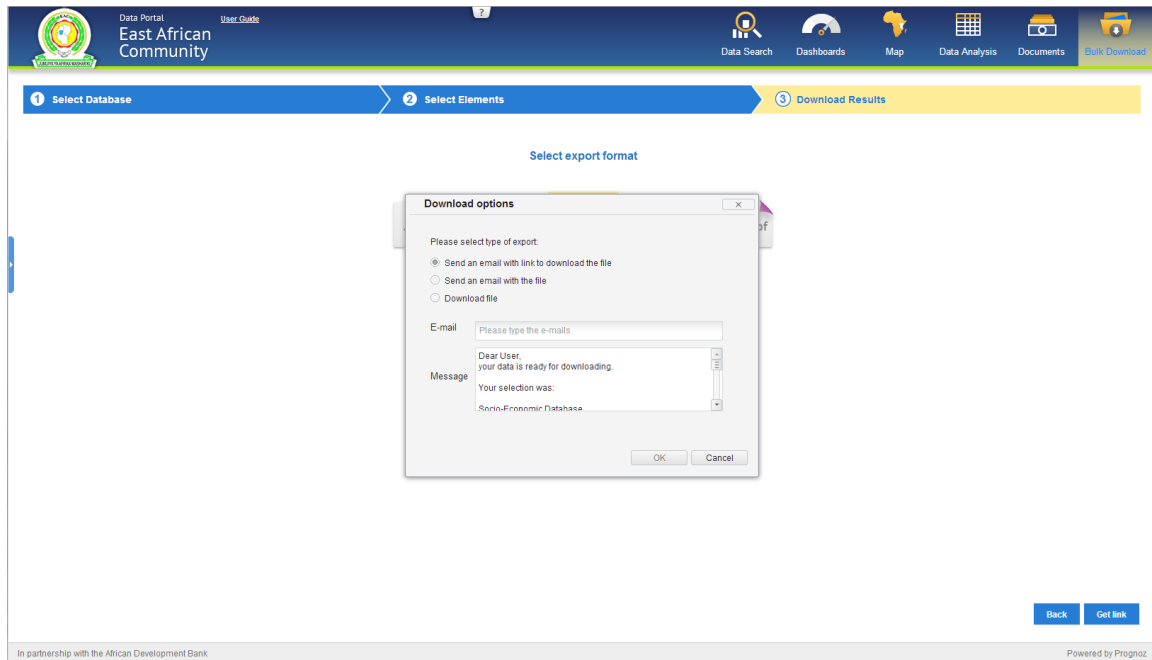 Data Portal
User Guide
East African
Community
?
Data Search
Dashboards
Map
Data Analysis
Documents
Bulk Download
1 Select Database
2 Select Elements
3 Download Results
Select export format
Download options
Please select type of export:
Send an email with link to download the file
Send an email with the file
Download file
E-mail
Please type the e-mails
Message
Dear User,
your data is ready for downloading.
Your selection was:
Socio-Economic Database
OK
Cancel
Back
Get link
In partnership with the African Development Bank
Powered by Prognoz